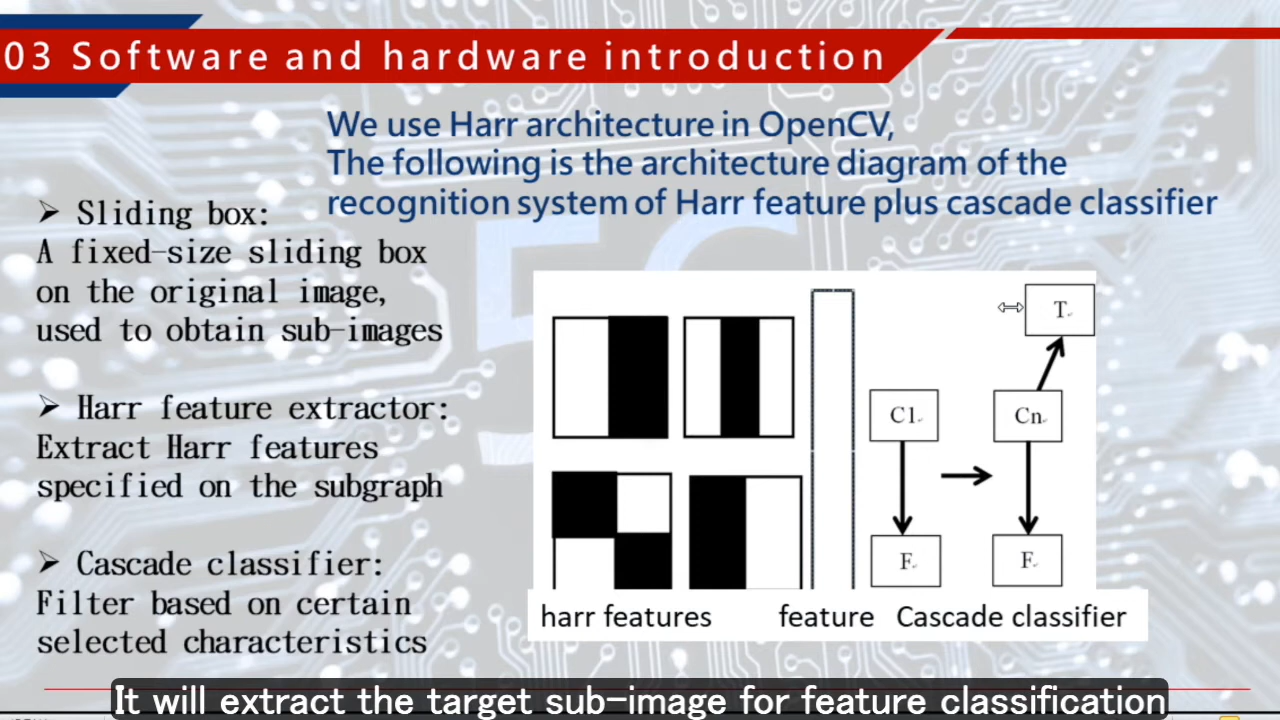 03 Software and hardware introduction
We use Harr architecture in OpenCV,
The following is the architecture diagram of the
recognition system of Harr feature plus cascade classifier
➢ Sliding box:
A fixed-size sliding box
on the original image,
used to obtain sub-images
➢ Harr feature extractor:
Extract Harr features
specified on the subgraph
➢ Cascade classifier:
Filter based on certain
selected characteristics
T
C1
Cn
F
F
harr features
feature
Cascade classifier
It will extract the target sub-image for feature classification